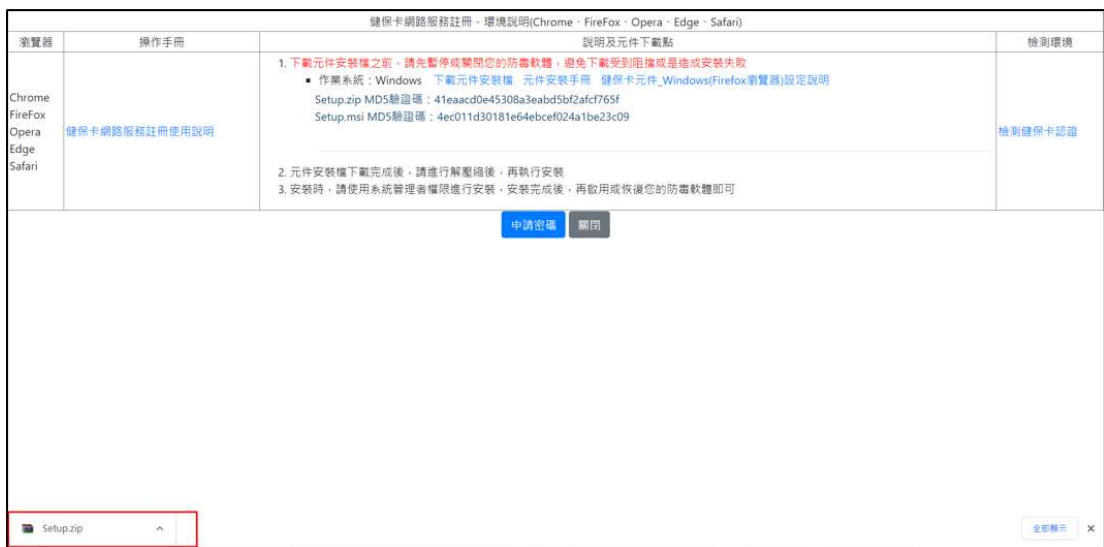 健保卡網路服務註冊 - 環境說明(Chrome、FireFox、Opera、Edge、Safari)
瀏覽器 操作手冊 說明及元件下載點 檢測環境
Chrome
FireFox
Opera
Edge
Safari
健保卡網路服務註冊使用說明
1. 下載元件安裝檔之前，請先暫停或關閉您的防毒軟體，避免下載受到阻擋或是造成安裝失敗
▪ 作業系統：Windows 下載元件安裝檔 元件安裝手冊 健保卡元件_Windows(Firefox瀏覽器)設定說明
Setup.zip MD5驗證碼：41eaacd0e45308a3eabd5bf2afcf765f
Setup.msi MD5驗證碼：4ec011d30181e64ebcef024a1be23c09
2. 元件安裝檔下載完成後，請進行解壓縮後，再執行安裝
3. 安裝時，請使用系統管理者權限進行安裝，安裝完成後，再啟用或恢復您的防毒軟體即可
檢測健保卡認證
申請密碼 關閉
Setup.zip
全部顯示